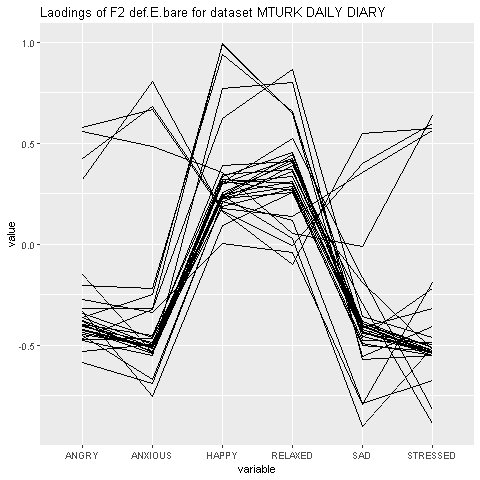 Laodings of F2 def.E.bare for dataset MTURK DAILY DIARY
1.0
0.5
0.0
-0.5
value
ANGRY ANXIOUS HAPPY RELAXED SAD STRESSED
variable